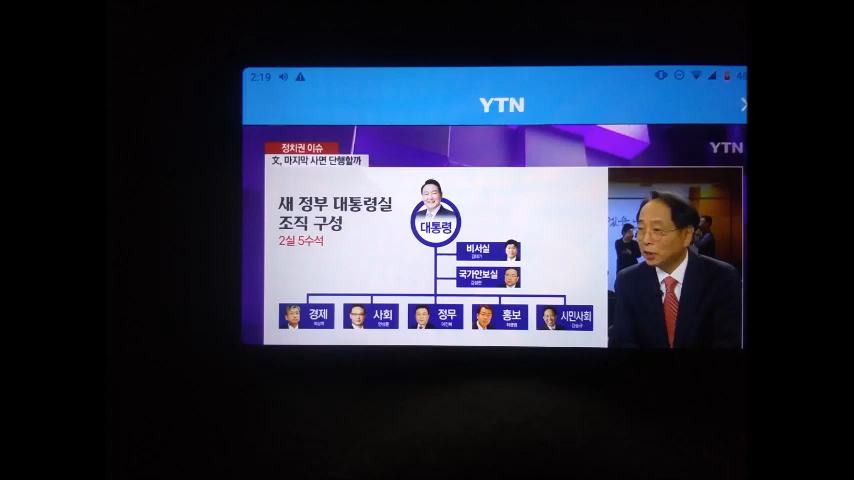 2:19
YTN
YTN
정치권 이슈
文, 마지막 사면 단행할까
새 정부 대통령실
조직 구성
2실 5수석
대통령
비서실
국가안보실
경제
사회
정무
홍보
시민사회